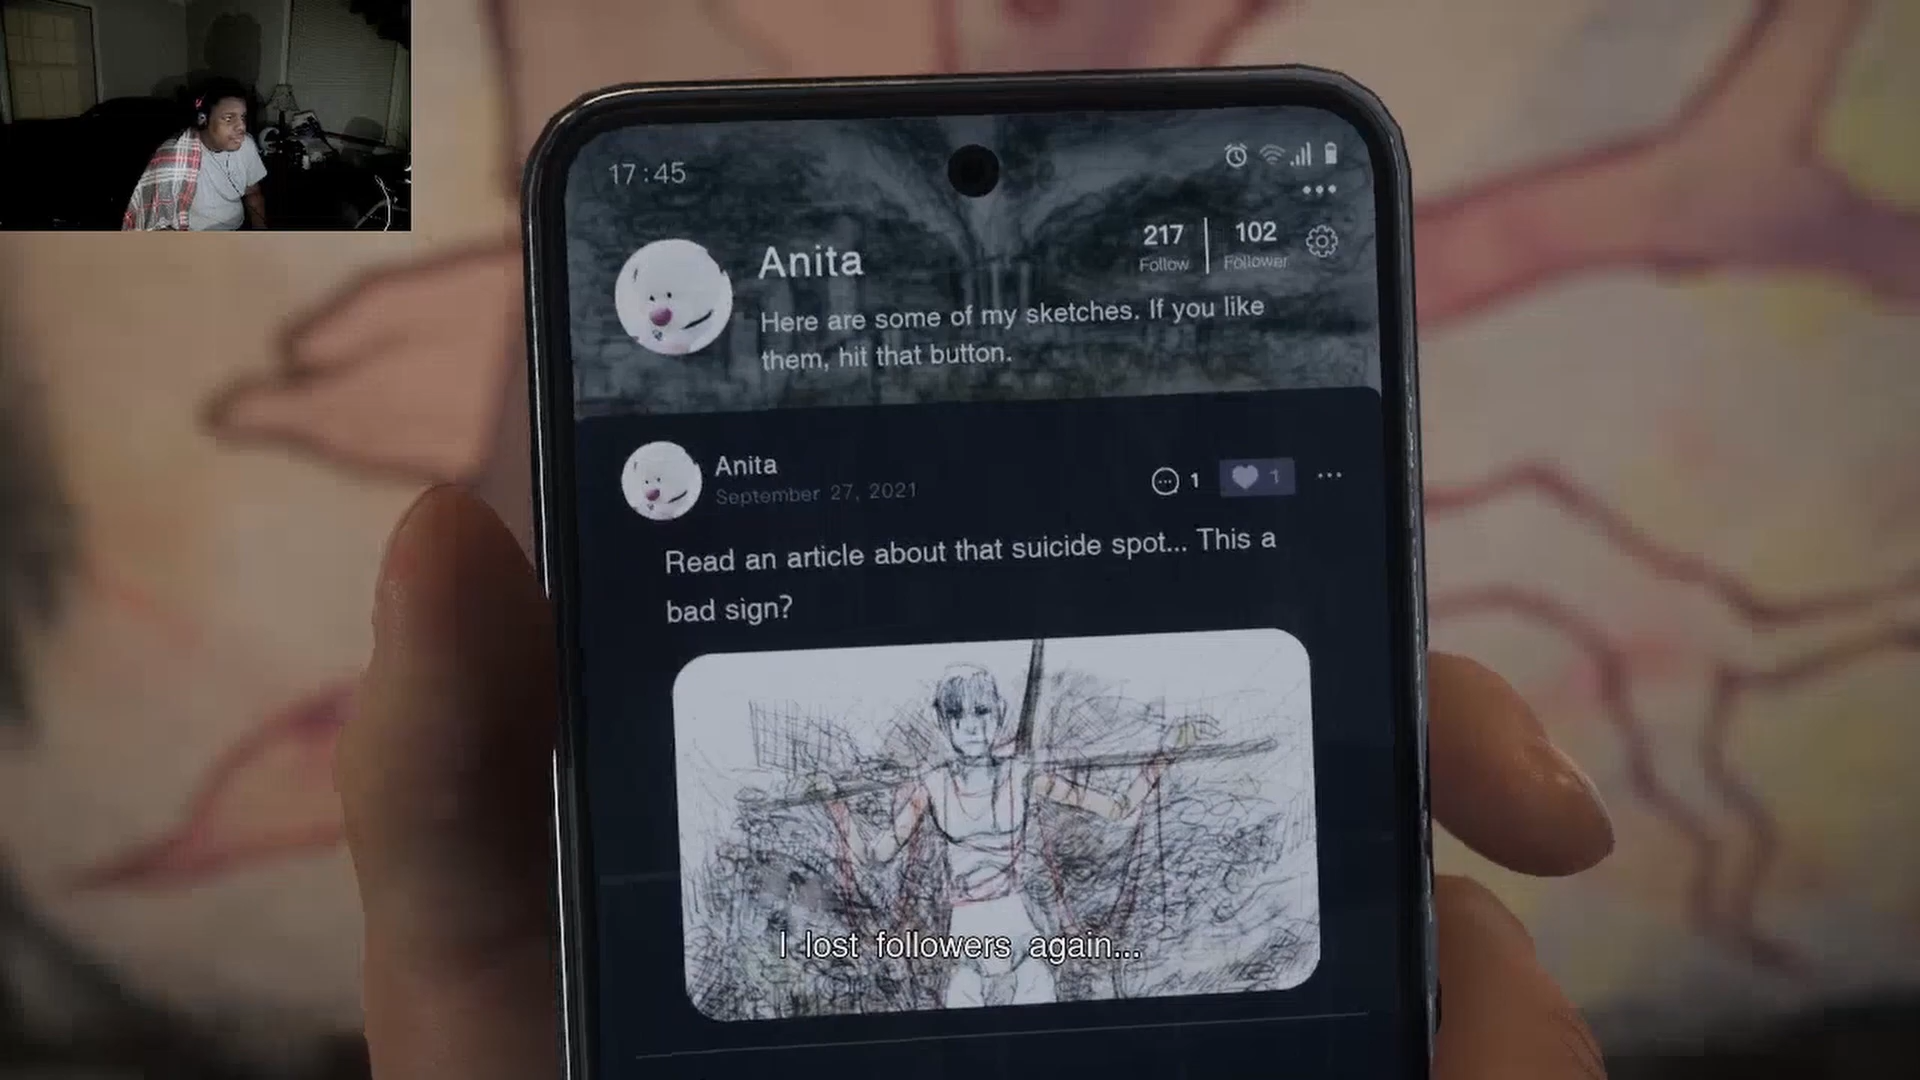 17:45
217
Follow
102
Follower
Anita
Here are some of my sketches. If you like
them, hit that button.
Anita
September 27, 2021
1
1
Read an article about that suicide spot... This a
bad sign?
I lost followers again...